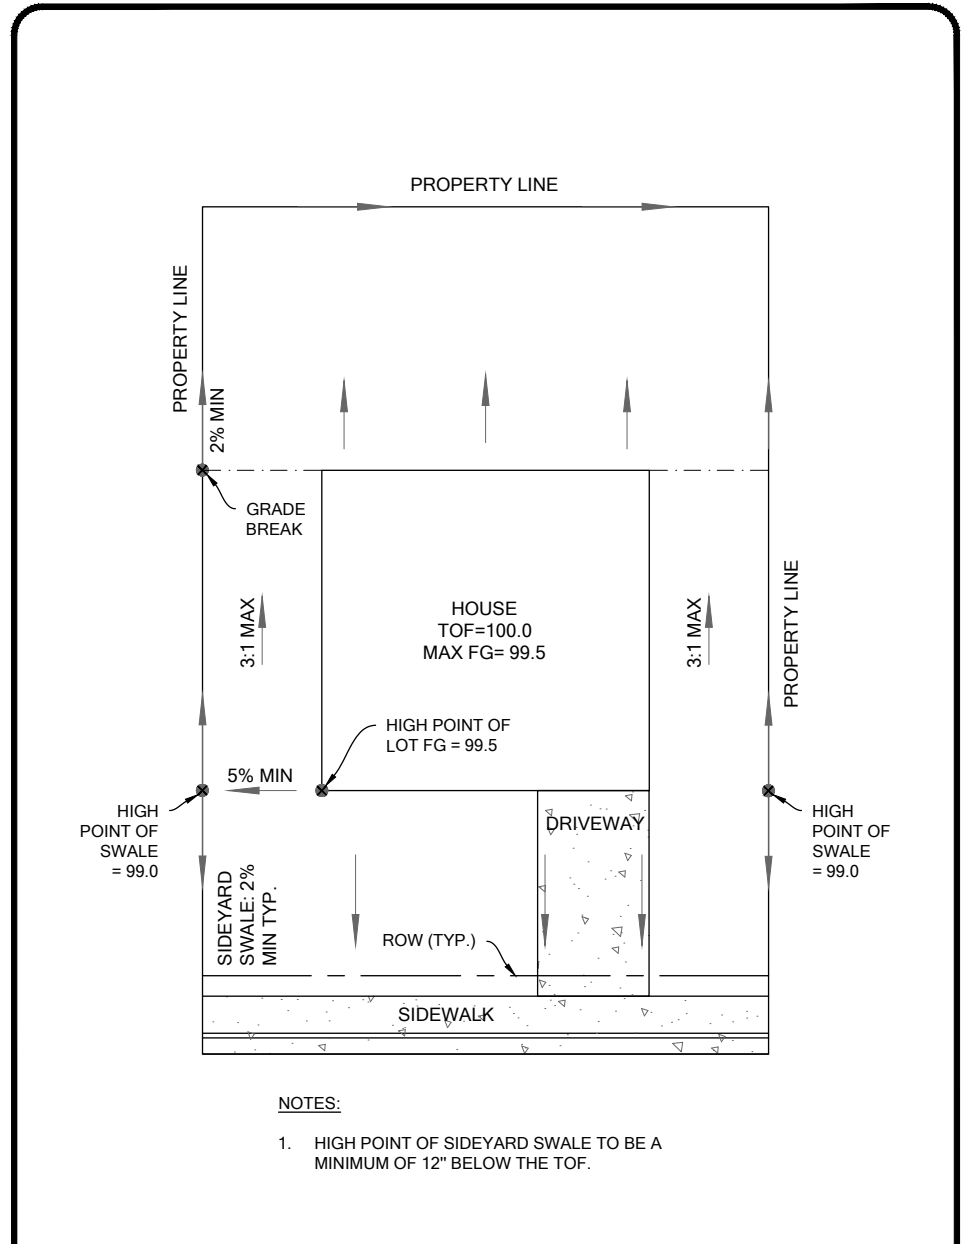 PROPERTY LINE
PROPERTY LINE
2% MIN
GRADE
BREAK
3:1 MAX
HOUSE
TOF=100.0
MAX FG= 99.5
3:1 MAX
PROPERTY LINE
HIGH POINT OF
LOT FG = 99.5
5% MIN
HIGH
POINT OF
SWALE
= 99.0
DRIVEWAY
HIGH
POINT OF
SWALE
= 99.0
SIDEYARD
SWALE: 2%
MIN TYP.
ROW (TYP.)
SIDEWALK
NOTES:
1. HIGH POINT OF SIDEYARD SWALE TO BE A
MINIMUM OF 12" BELOW THE TOF.